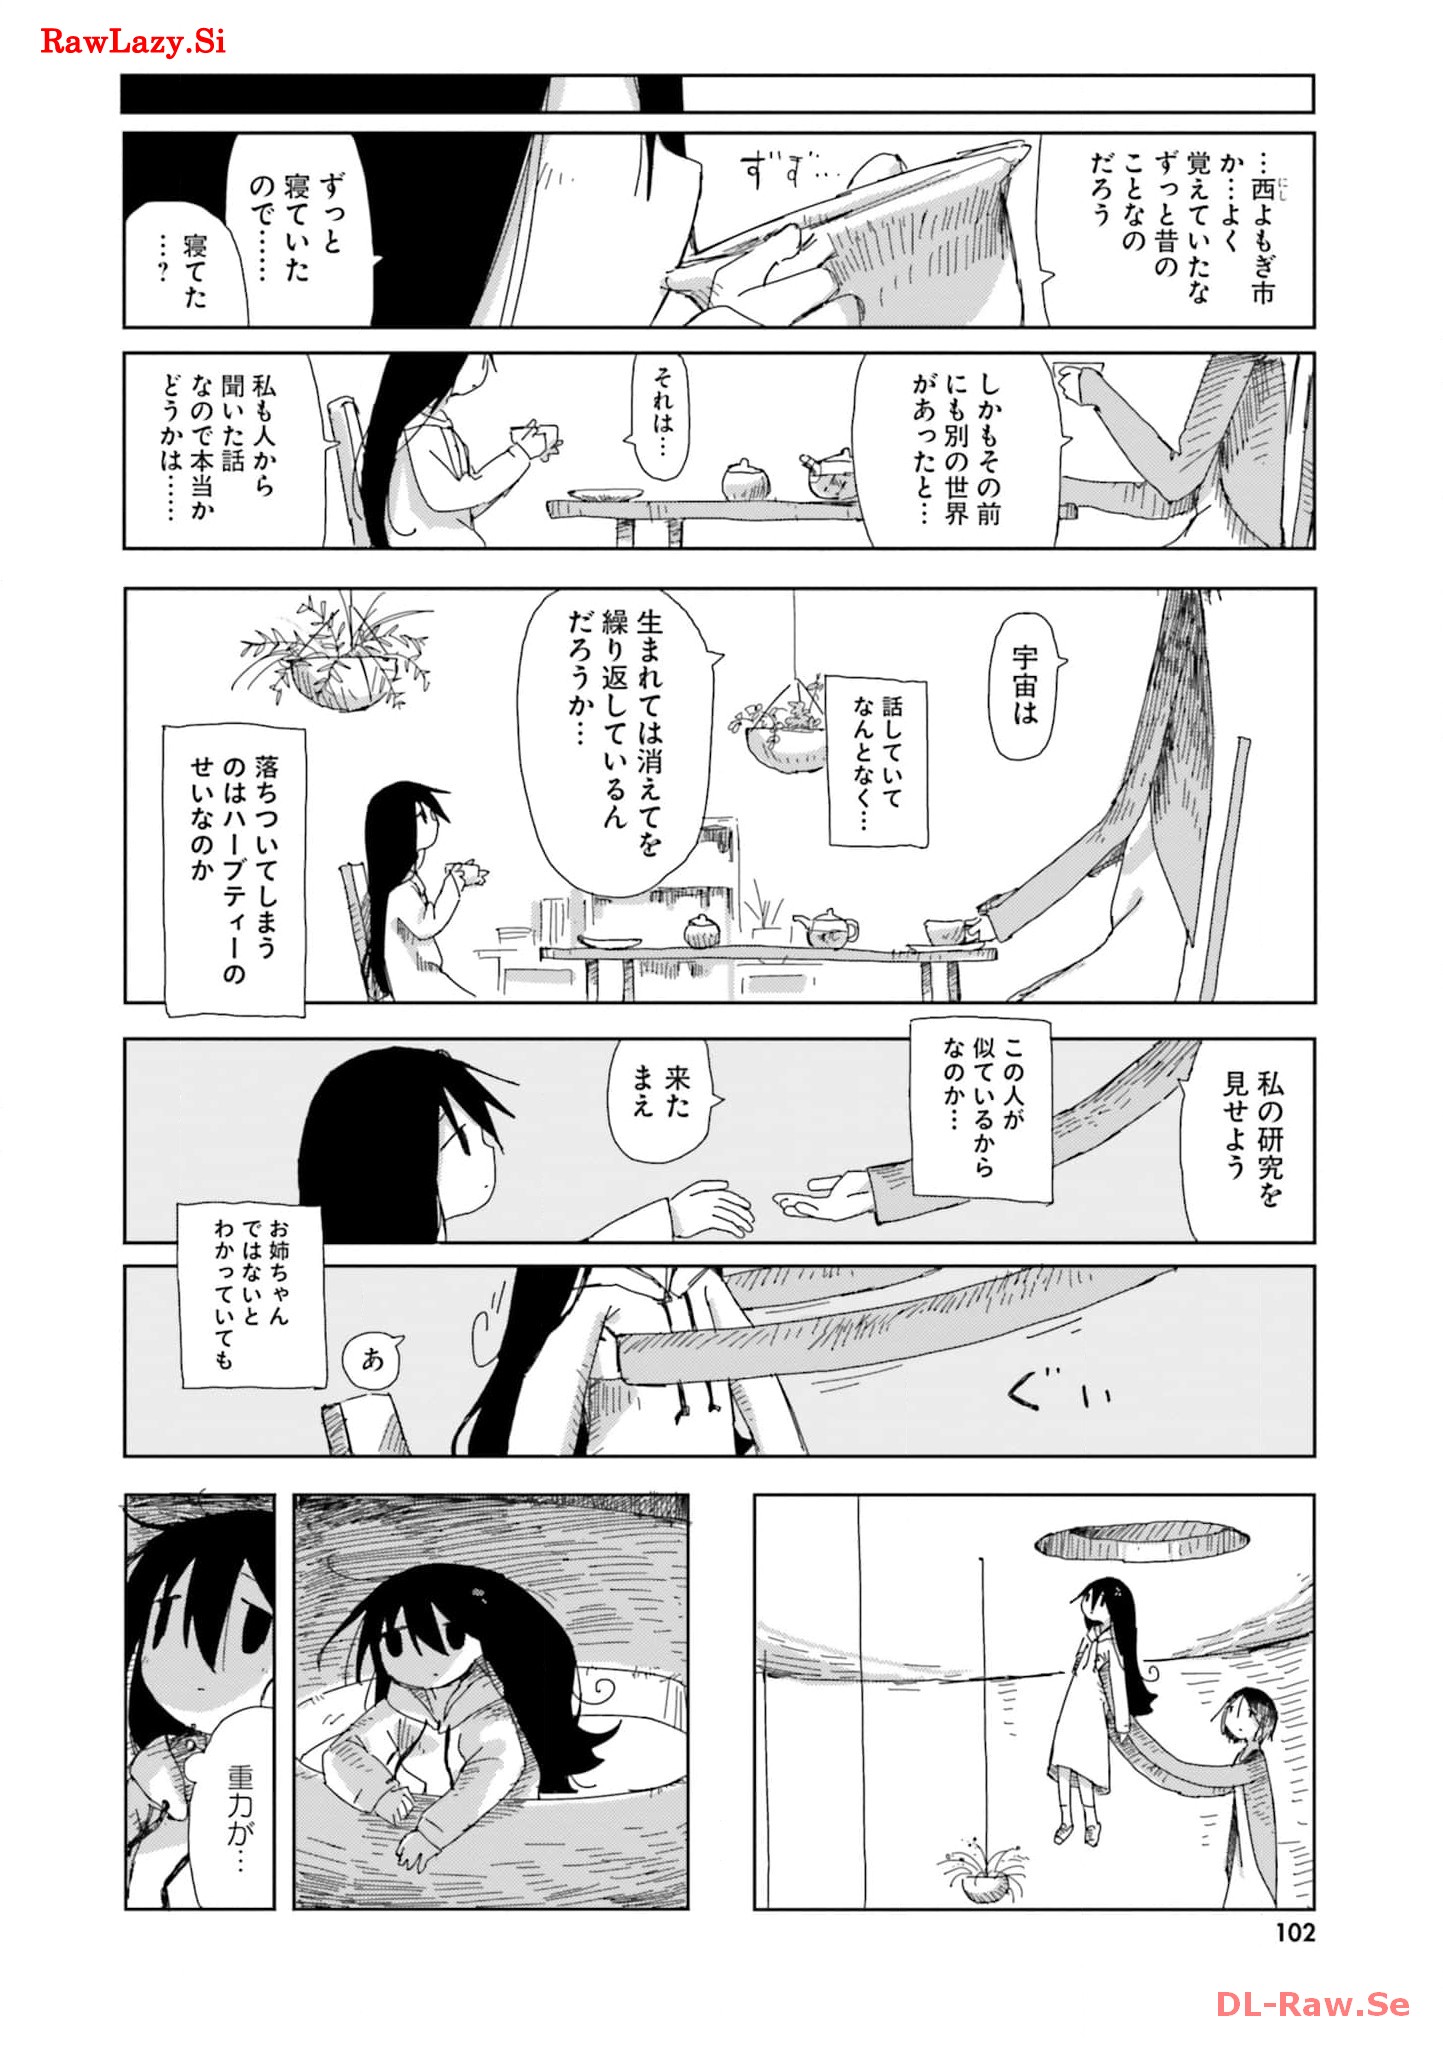 RawLazy.Si
…西よもぎ市
にし
か…よく
覚えていたな
ずっと昔の
ことなの
だろう
ずず…
ずっと
寝ていた
ので……
寝てた
…?
しかもその前
にも別の世界
があったと…
それは…
私も人から
聞いた話
なので本当か
どうかは……
宇宙は
話していて
なんとなく…
生まれては消えてを
繰り返しているん
だろうか…
落ちついてしまう
のはハーブティーの
せいなのか
私の研究を
見せよう
この人が
似ているから
なのか…
来た
まえ
お姉ちゃん
ではないと
わかっていても
ぐい
あ
重力が…
102
DL-Raw.Se